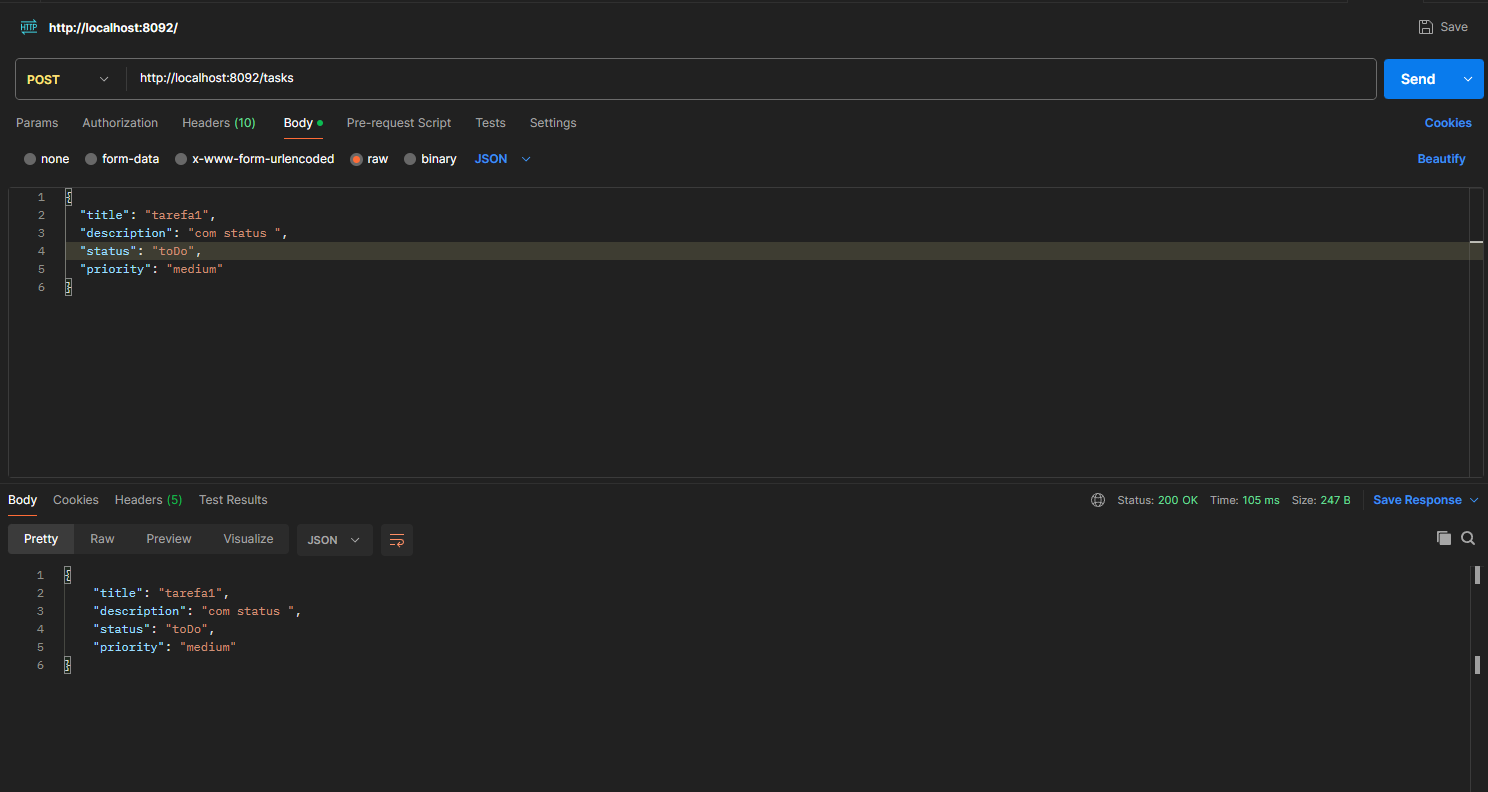 HTTP http://localhost:8092/ Save
POST http://localhost:8092/tasks Send
Params Authorization Headers (10) Body Pre-request Script Tests Settings Cookies
none form-data x-www-form-urlencoded raw binary JSON Beautify
1 {
2 "title": "tarefa1",
3 "description": "com status ",
4 "status": "toDo",
5 "priority": "medium"
6 }
Body Cookies Headers (5) Test Results Status: 200 OK Time: 105 ms Size: 247 B Save Response
Pretty Raw Preview Visualize JSON
1 {
2 "title": "tarefa1",
3 "description": "com status ",
4 "status": "toDo",
5 "priority": "medium"
6 }